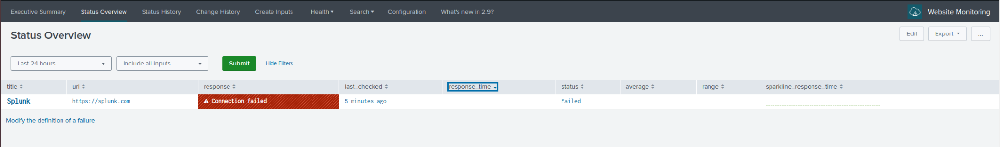 Executive Summary Status Overview Status History Change History Create Inputs Health Search Configuration What's new in 2.9? Website Monitoring
Status Overview Edit Export ...
Last 24 hours Include all inputs Submit Hide Filters
title url response last_checked response_time status average range sparkline_response_time
Splunk https://splunk.com Connection failed 5 minutes ago Failed
Modify the definition of a failure